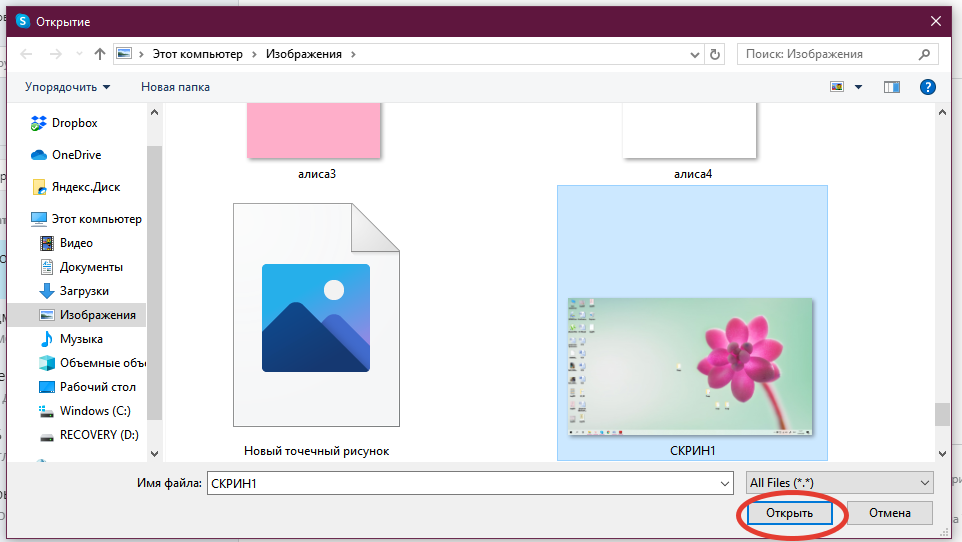 Открытие
Этот компьютер
Изображения
Поиск: Изображения
Упорядочить
Новая папка
Dropbox
OneDrive
Яндекс.Диск
Этот компьютер
Видео
Документы
Загрузки
Изображения
Музыка
Объемные объ
Рабочий стол
Windows (C:)
RECOVERY (D:)
алиса3
алиса4
Новый точечный рисунок
СКРИН1
Имя файла:
СКРИН1
All Files (*.*)
Открыть
Отмена